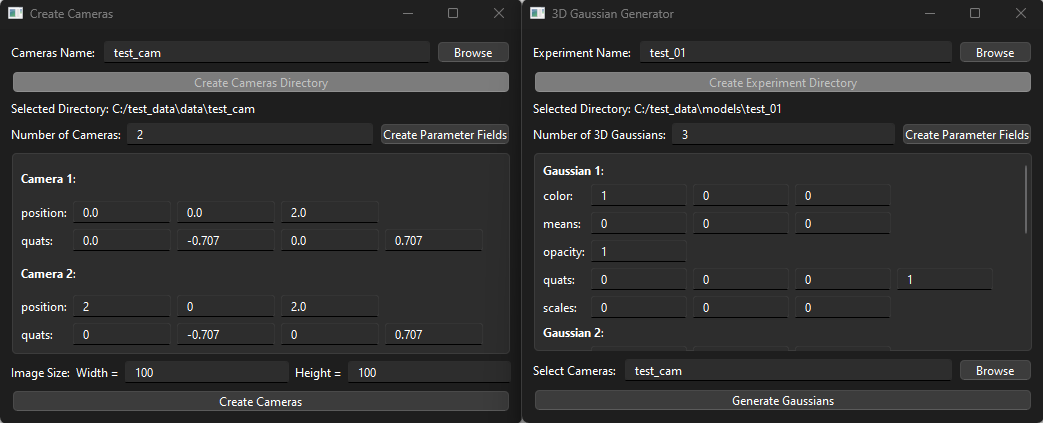 Create Cameras
Cameras Name: test_cam Browse
Create Cameras Directory
Selected Directory: C:/test_data\data\test_cam
Number of Cameras: 2 Create Parameter Fields
Camera 1:
position: 0.0 0.0 2.0
quats: 0.0 -0.707 0.0 0.707
Camera 2:
position: 2 0 2.0
quats: 0 -0.707 0 0.707
Image Size: Width = 100 Height = 100
Create Cameras
3D Gaussian Generator
Experiment Name: test_01 Browse
Create Experiment Directory
Selected Directory: C:/test_data\models\test_01
Number of 3D Gaussians: 3 Create Parameter Fields
Gaussian 1:
color: 1 0 0
means: 0 0 0
opacity: 1
quats: 0 0 0 1
scales: 0 0 0
Gaussian 2:
Select Cameras: test_cam Browse
Generate Gaussians